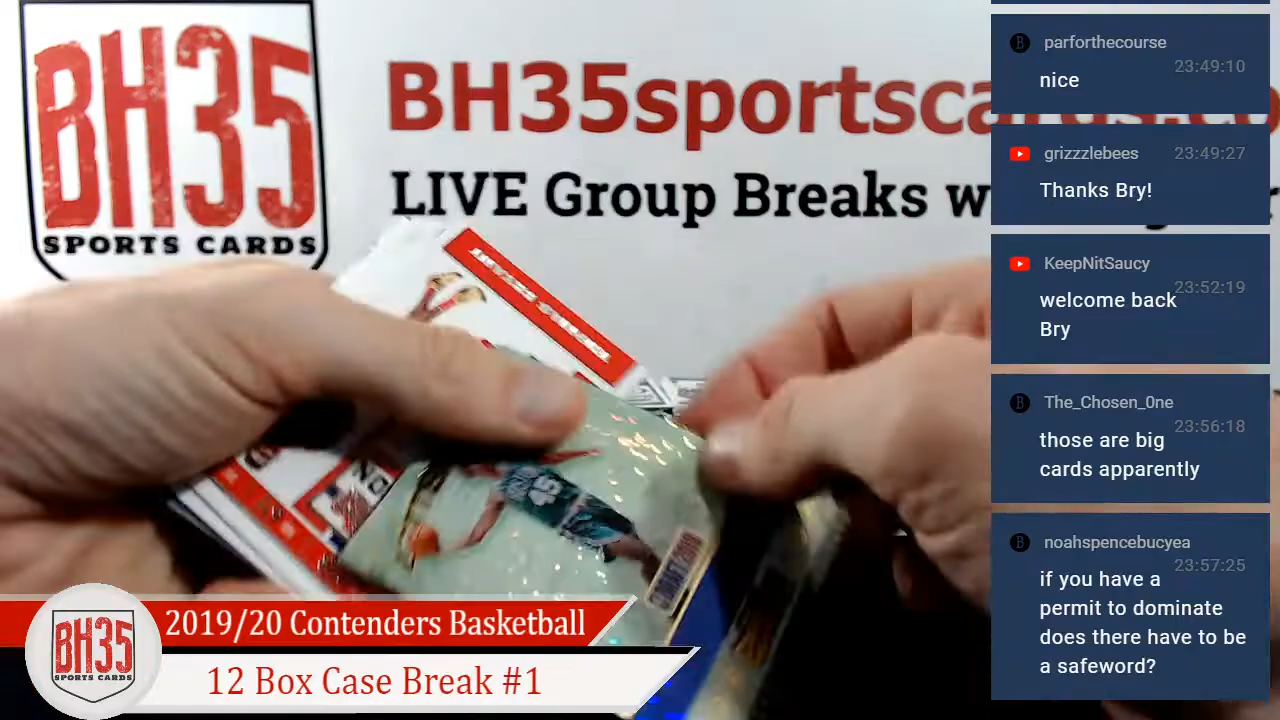 BH35
SPORTS CARDS
BH35sportscards.co
LIVE Group Breaks w
parforthecourse
23:49:10
nice
grizzzlebees
23:49:27
Thanks Bry!
KeepNitSaucy
23:52:19
welcome back
Bry
The_Chosen_0ne
23:56:18
those are big
cards apparently
noahspencebucyea
23:57:25
if you have a
permit to dominate
does there have to be
a safeword?
45
BH35
SPORTS CARDS
2019/20 Contenders Basketball
12 Box Case Break #1